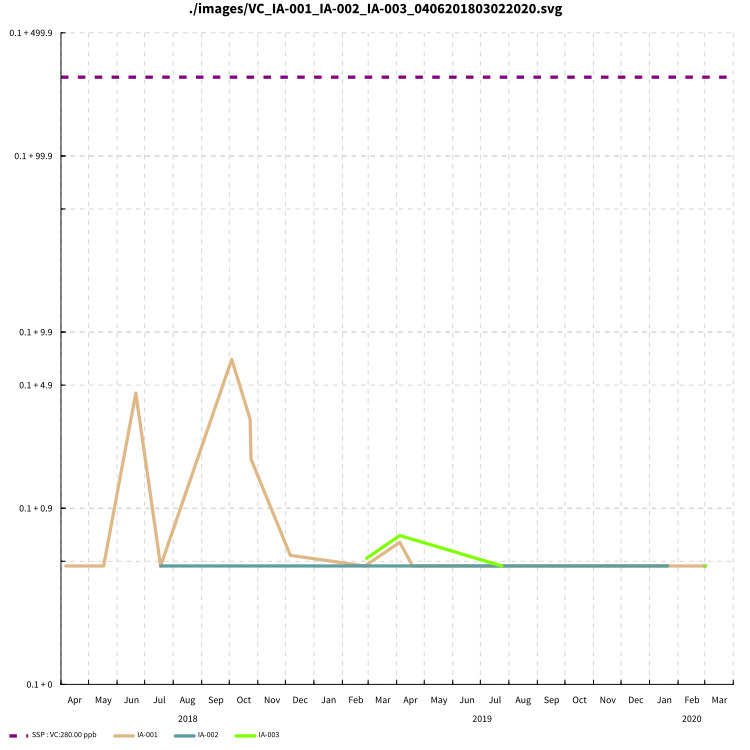 ./images/VC_IA-001_IA-002_IA-003_0406201803022020.svg
0.1 + 499.9
0.1 + 99.9
0.1 + 9.9
0.1 + 4.9
0.1 + 0.9
0.1 + 0
Apr May Jun Jul Aug Sep Oct Nov Dec Jan Feb Mar Apr May Jun Jul Aug Sep Oct Nov Dec Jan Feb Mar
2018 2019 2020
SSP : VC:280.00 ppb IA-001 IA-002 IA-003